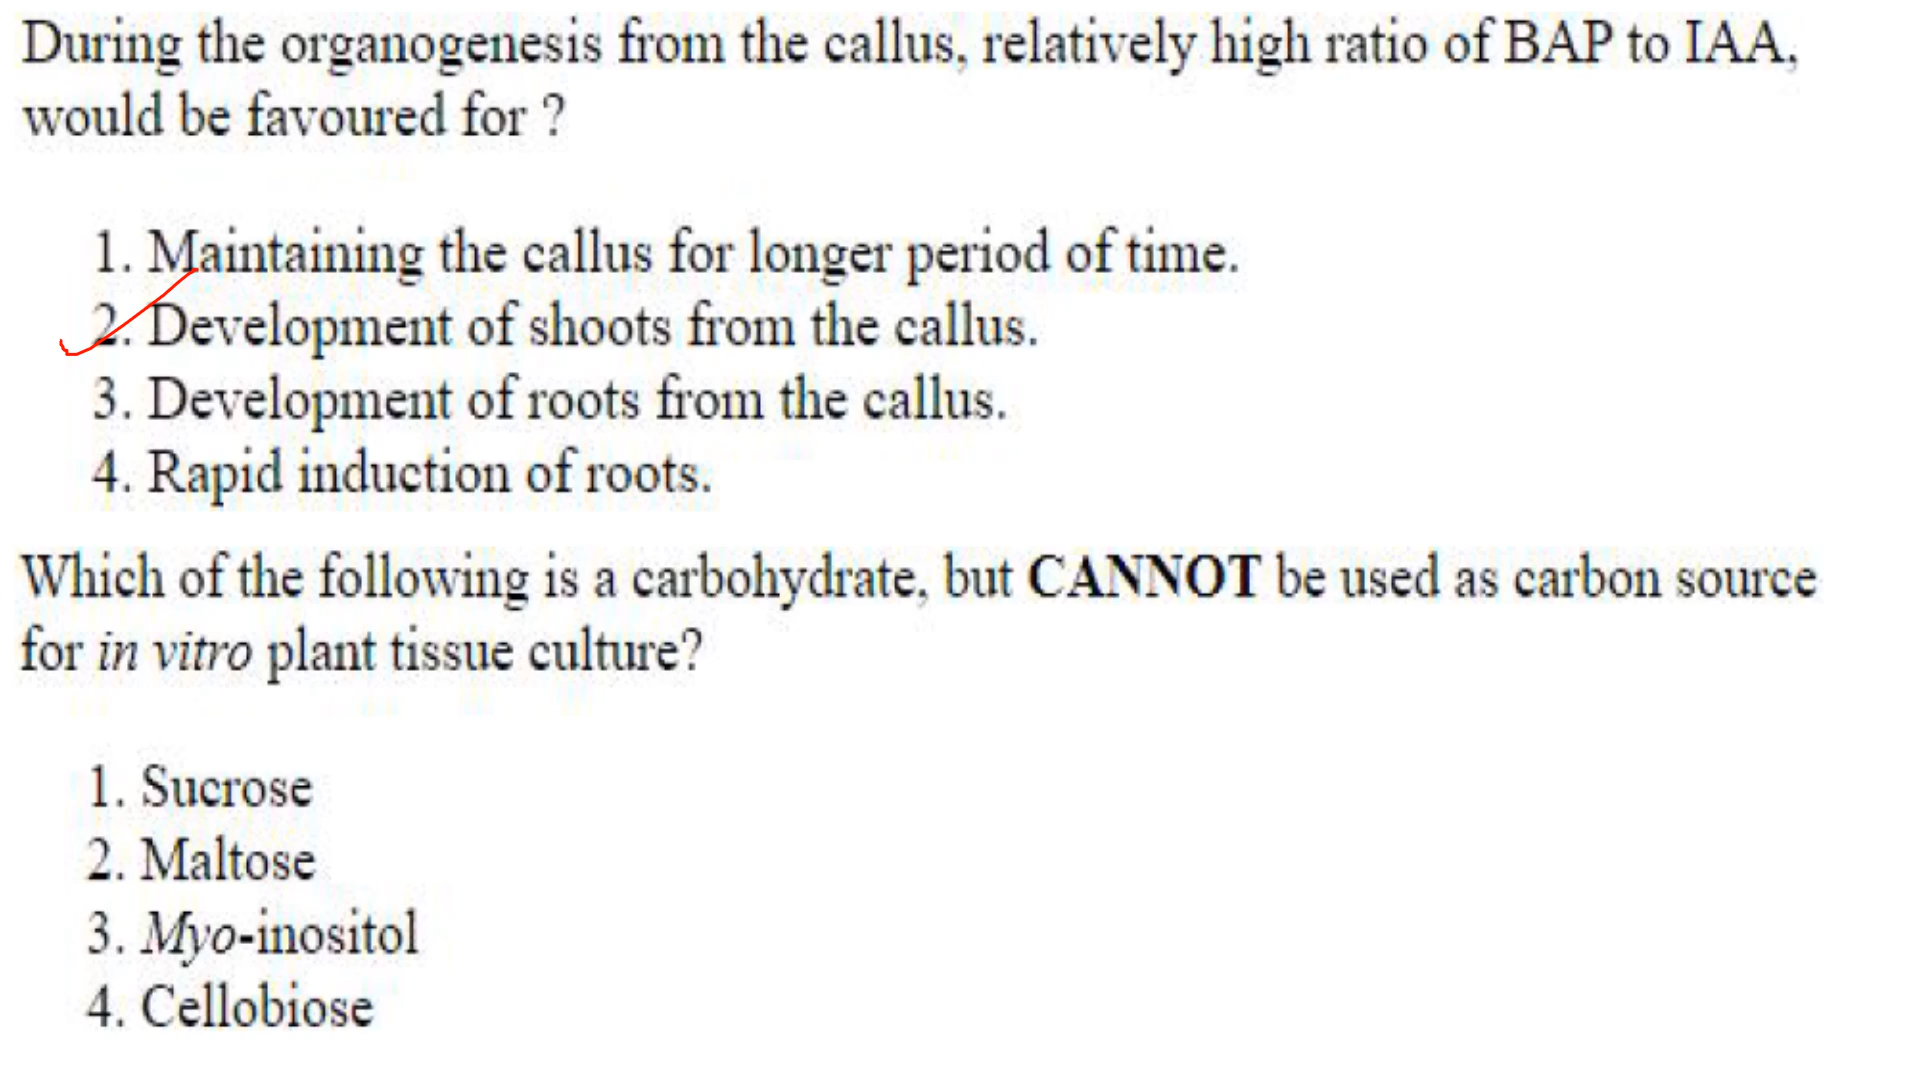 During the organogenesis from the callus, relatively high ratio of BAP to IAA,
would be favoured for ?
1. Maintaining the callus for longer period of time.
2. Development of shoots from the callus.
3. Development of roots from the callus.
4. Rapid induction of roots.
Which of the following is a carbohydrate, but CANNOT be used as carbon source
for in vitro plant tissue culture?
1. Sucrose
2. Maltose
3. Myo-inositol
4. Cellobiose